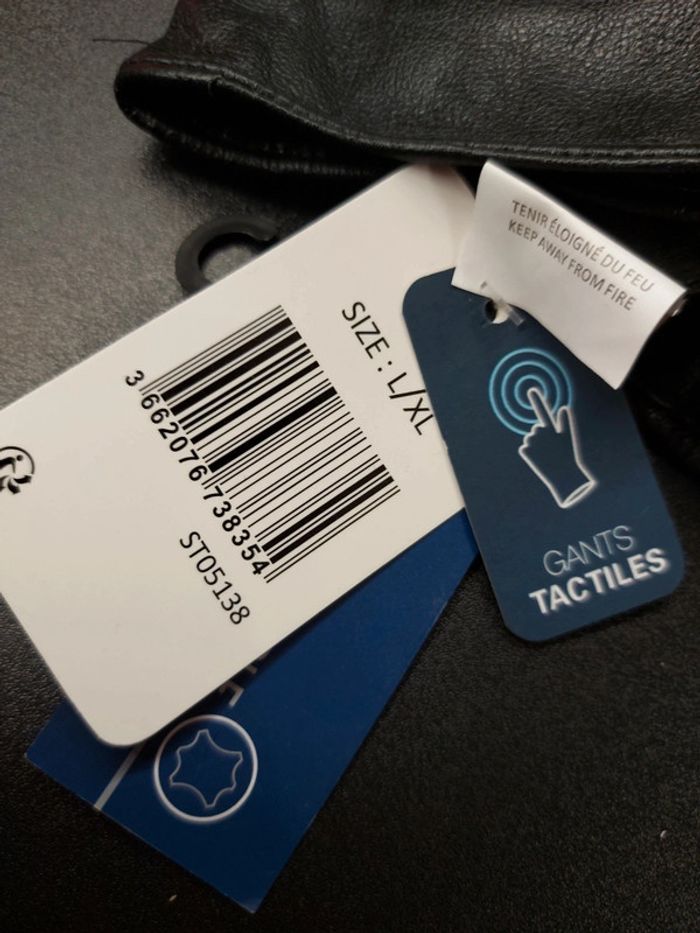 SIZE : L/XL
3 662076 738354
ST05138
TENIR ÉLOIGNÉ DU FEU
KEEP AWAY FROM FIRE
GANTS
TACTILES